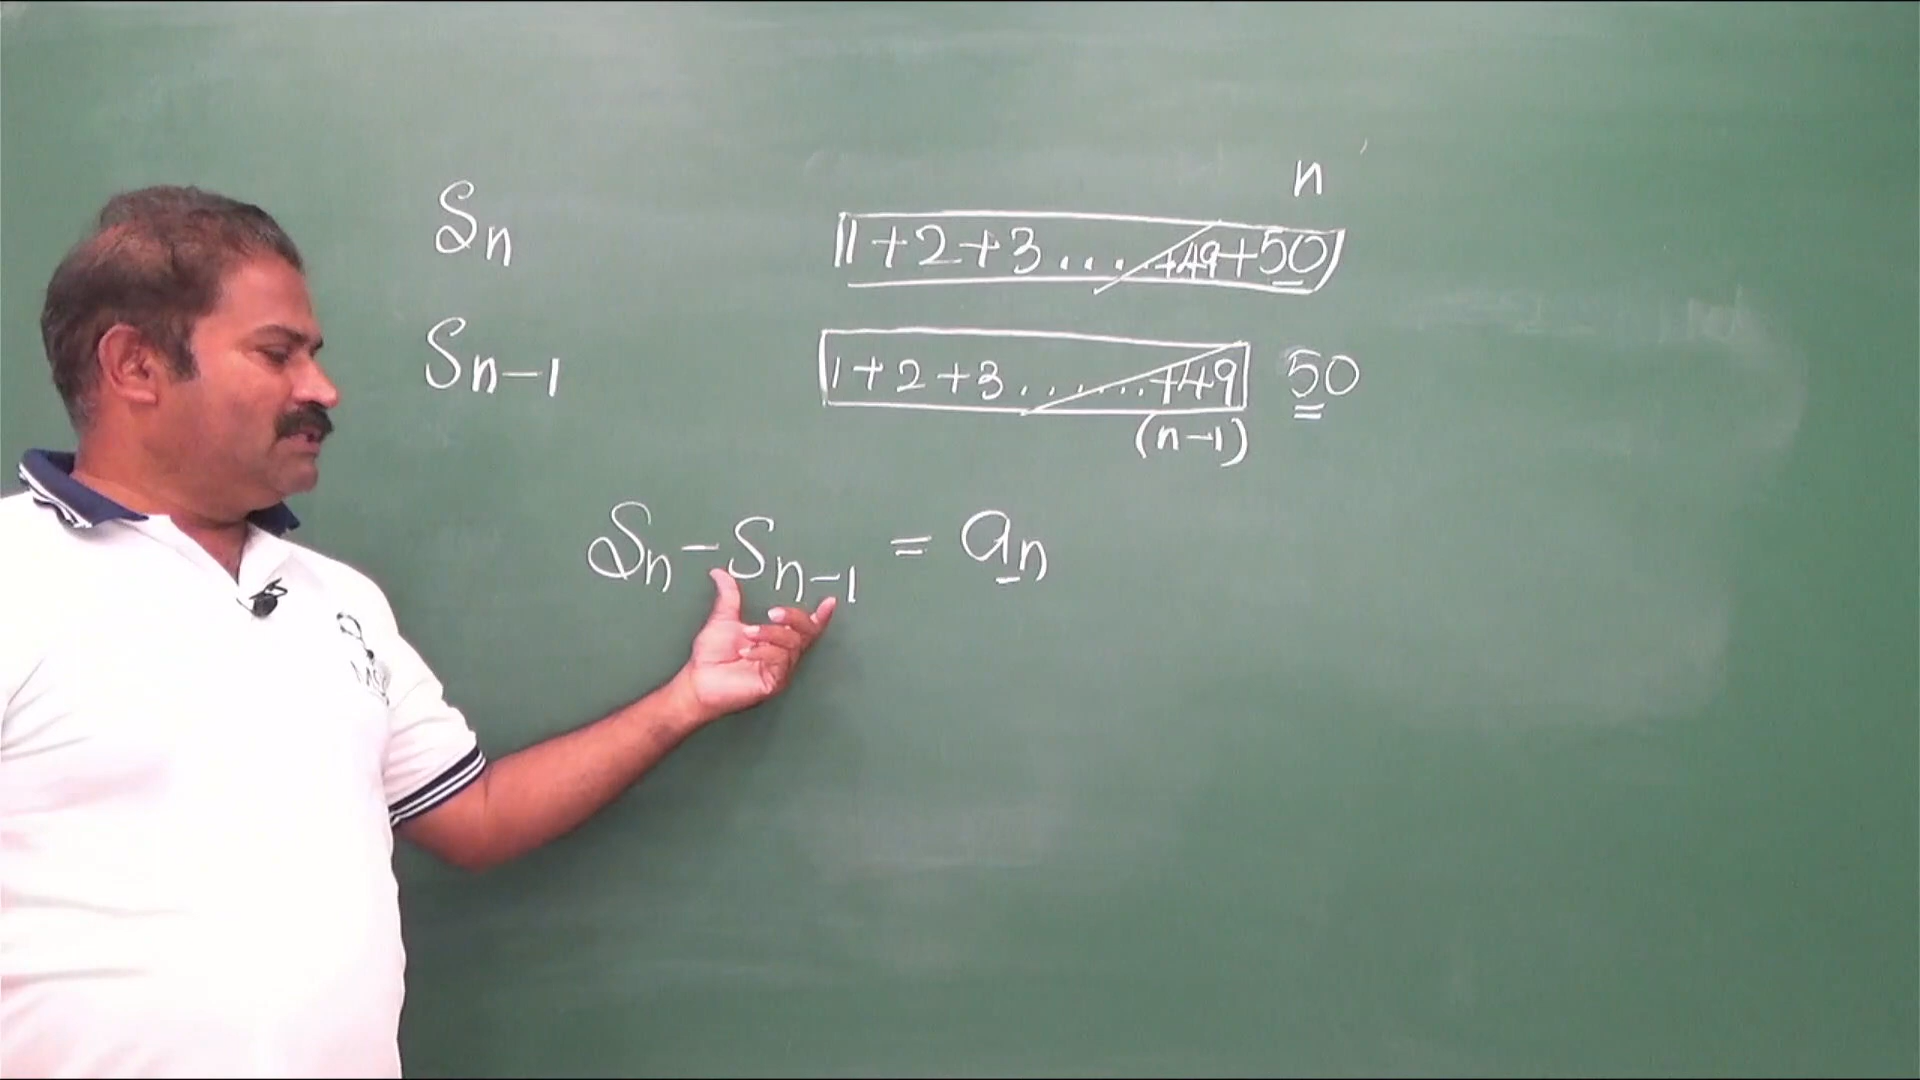 n
Sn 1+2+3.....+49+50
Sn-1 1+2+3.......+49 50
(n-1)
Sn-Sn-1 = an